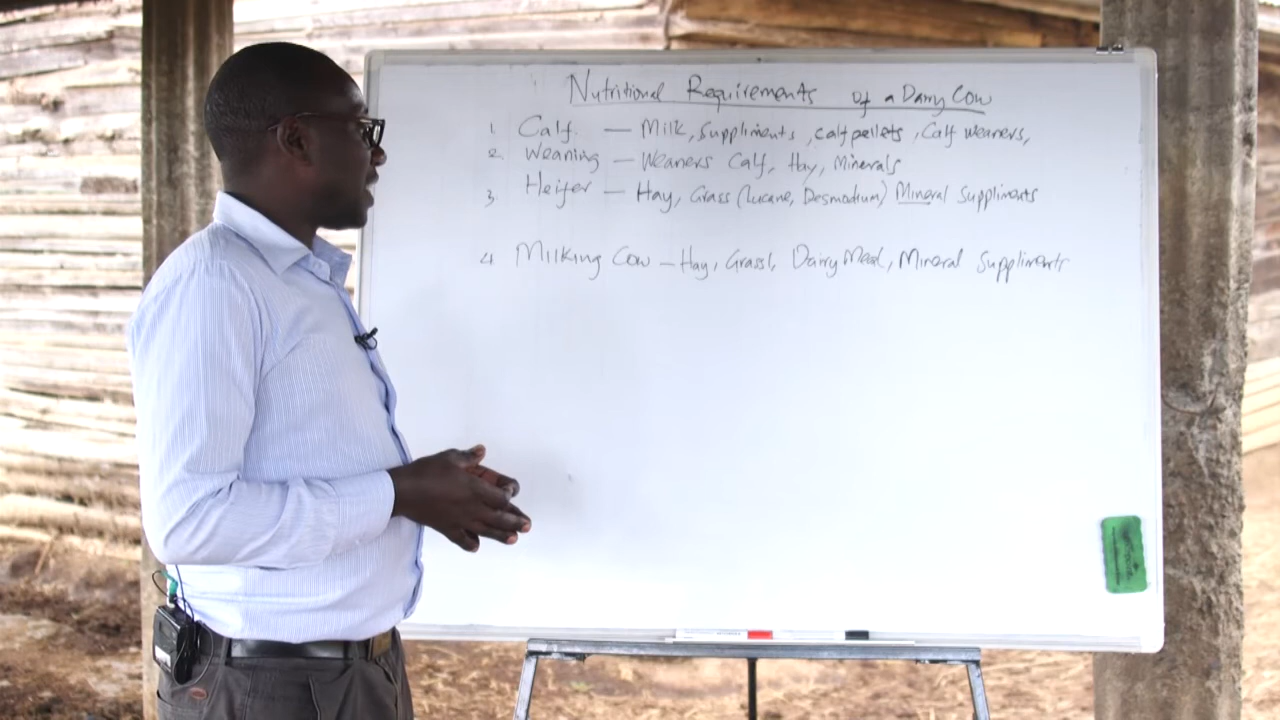 Nutritional Requirements of a Dairy Cow
1. Calf. — Milk, Suppliments, calf pellets, Calf Weaners,
2. Weaning — Weaners Calf, Hay, Minerals
3. Heifer — Hay, Grass (Lucane, Desmodium) Mineral Suppliments
4 Milking Cow — Hay, Grass, Dairy Meal, Mineral Suppliments